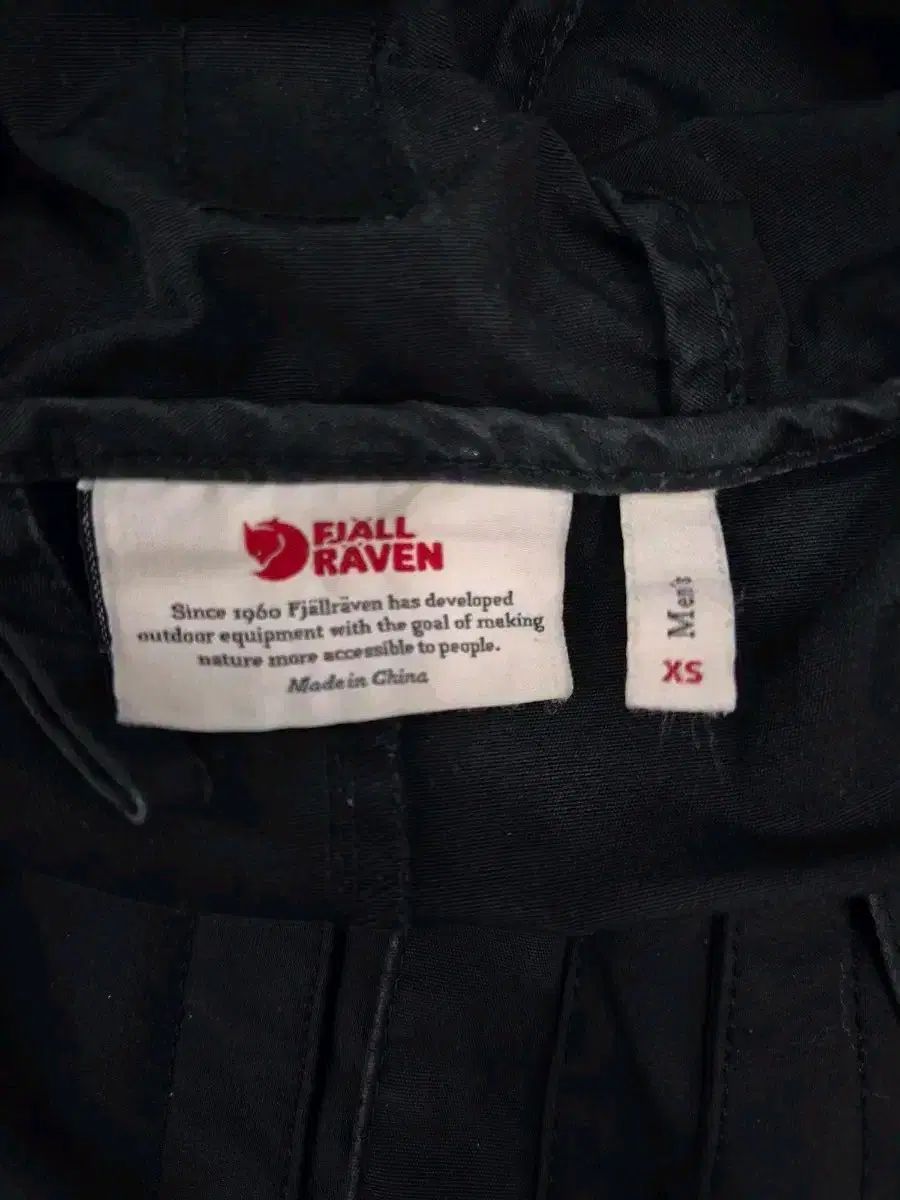 FJÄLL
RÄVEN
Since 1960 Fjällräven has developed
outdoor equipment with the goal of making
nature more accessible to people.
Made in China
Men's
XS